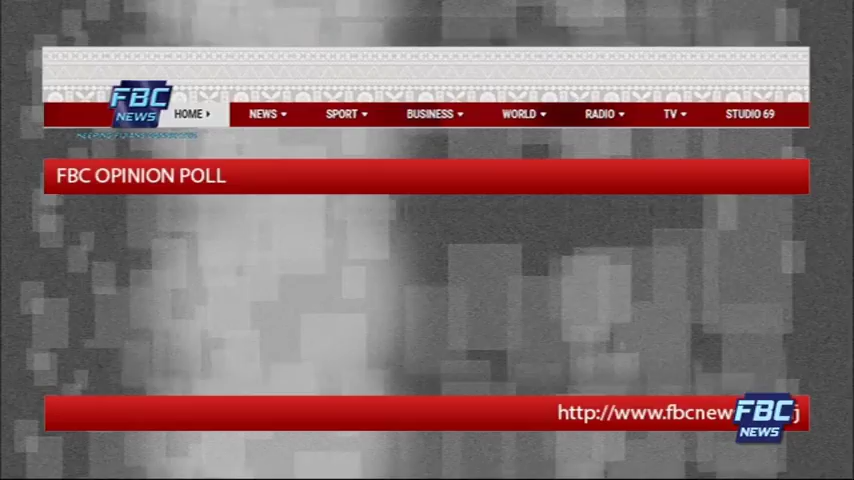 FBC
NEWS
HOME NEWS SPORT BUSINESS WORLD RADIO TV STUDIO 69
FBC OPINION POLL
http://www.fbcnew j
FBC
NEWS